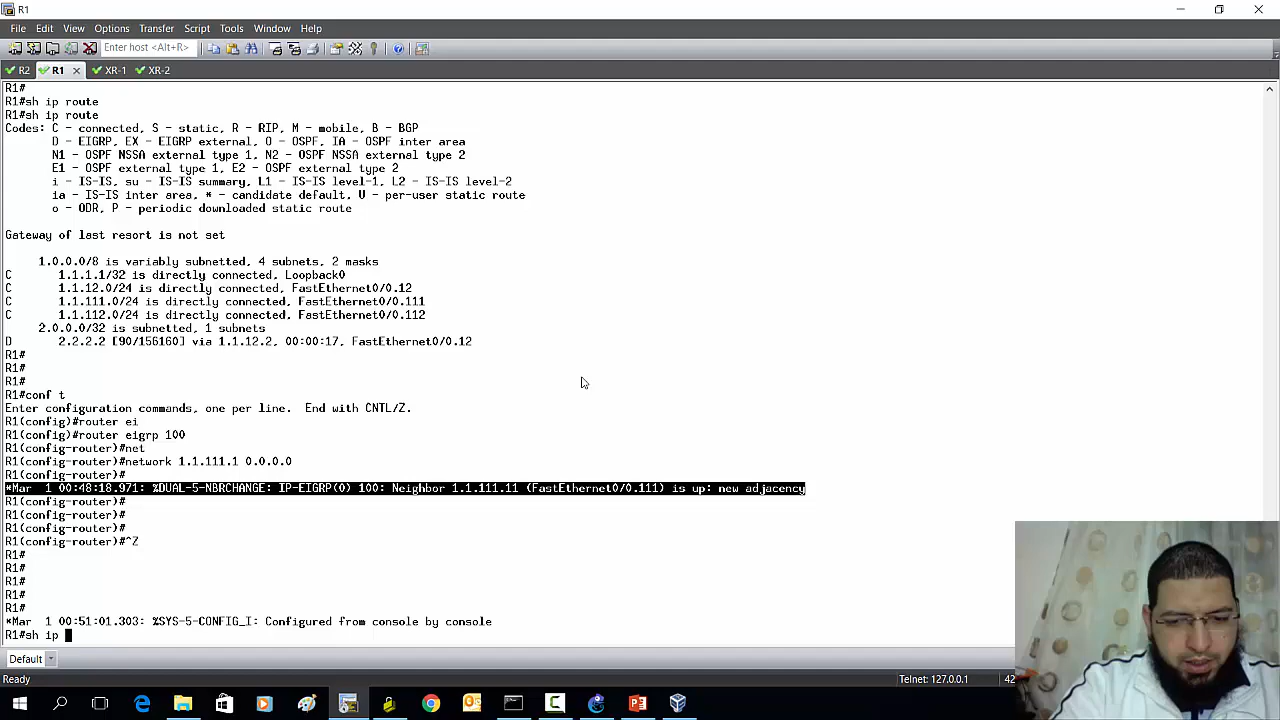 R1
File Edit View Options Transfer Script Tools Window Help
Enter host <Alt+R>
R2 R1 XR-1 XR-2
R1#
R1#sh ip route
R1#sh ip route
Codes: C - connected, S - static, R - RIP, M - mobile, B - BGP
D - EIGRP, EX - EIGRP external, O - OSPF, IA - OSPF inter area
N1 - OSPF NSSA external type 1, N2 - OSPF NSSA external type 2
E1 - OSPF external type 1, E2 - OSPF external type 2
i - IS-IS, su - IS-IS summary, L1 - IS-IS level-1, L2 - IS-IS level-2
ia - IS-IS inter area, * - candidate default, U - per-user static route
o - ODR, P - periodic downloaded static route
Gateway of last resort is not set
1.0.0.0/8 is variably subnetted, 4 subnets, 2 masks
C 1.1.1.1/32 is directly connected, Loopback0
C 1.1.12.0/24 is directly connected, FastEthernet0/0.12
C 1.1.111.0/24 is directly connected, FastEthernet0/0.111
C 1.1.112.0/24 is directly connected, FastEthernet0/0.112
2.0.0.0/32 is subnetted, 1 subnets
D 2.2.2.2 [90/156160] via 1.1.12.2, 00:00:17, FastEthernet0/0.12
R1#
R1#
R1#
R1#conf t
Enter configuration commands, one per line. End with CNTL/Z.
R1(config)#router ei
R1(config)#router eigrp 100
R1(config-router)#net
R1(config-router)#network 1.1.111.1 0.0.0.0
R1(config-router)#
*Mar 1 00:48:18.971: %DUAL-5-NBRCHANGE: IP-EIGRP(0) 100: Neighbor 1.1.111.11 (FastEthernet0/0.111) is up: new adjacency
R1(config-router)#
R1(config-router)#
R1(config-router)#
R1(config-router)#^Z
R1#
R1#
R1#
R1#
R1#
*Mar 1 00:51:01.303: %SYS-5-CONFIG_I: Configured from console by console
R1#sh ip
Default
Ready
Telnet: 127.0.0.1 42